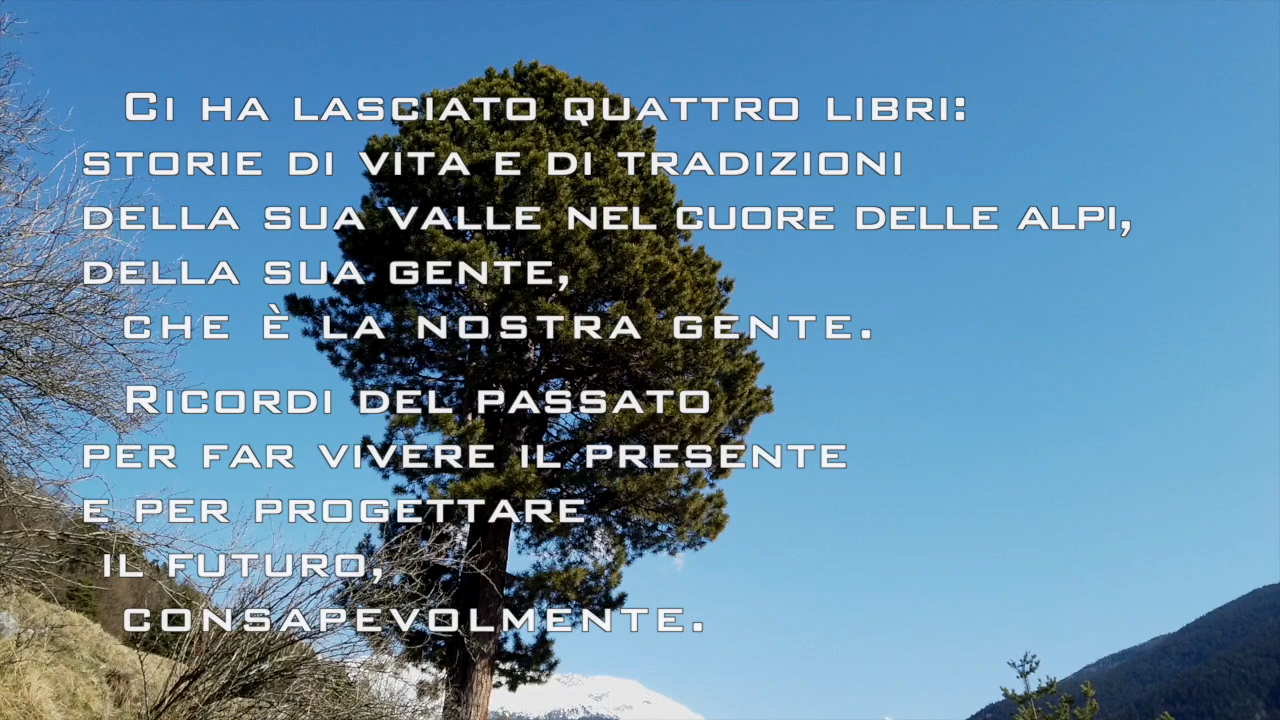 Ci ha lasciato quattro libri:
storie di vita e di tradizioni
della sua valle nel cuore delle alpi,
della sua gente,
che è la nostra gente.
Ricordi del passato
per far vivere il presente
e per progettare
il futuro,
consapevolmente.